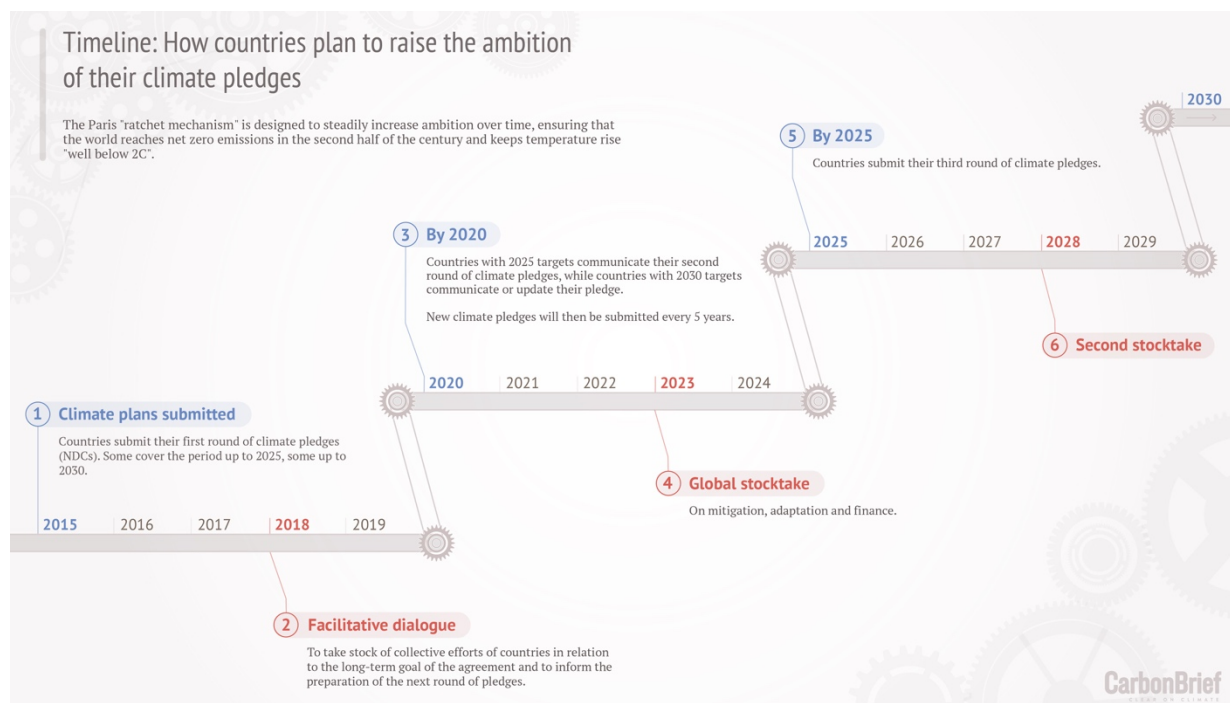 Timeline: How countries plan to raise the ambition
of their climate pledges
The Paris "ratchet mechanism" is designed to steadily increase ambition over time, ensuring that
the world reaches net zero emissions in the second half of the century and keeps temperature rise
"well below 2C".
2030
5 By 2025
Countries submit their third round of climate pledges.
2025 2026 2027 2028 2029
6 Second stocktake
3 By 2020
Countries with 2025 targets communicate their second
round of climate pledges, while countries with 2030 targets
communicate or update their pledge.
New climate pledges will then be submitted every 5 years.
2020 2021 2022 2023 2024
4 Global stocktake
On mitigation, adaptation and finance.
1 Climate plans submitted
Countries submit their first round of climate pledges
(NDCs). Some cover the period up to 2025, some up to
2030.
2015 2016 2017 2018 2019
2 Facilitative dialogue
To take stock of collective efforts of countries in relation
to the long-term goal of the agreement and to inform the
preparation of the next round of pledges.
CarbonBrief
CLEAR ON CLIMATE